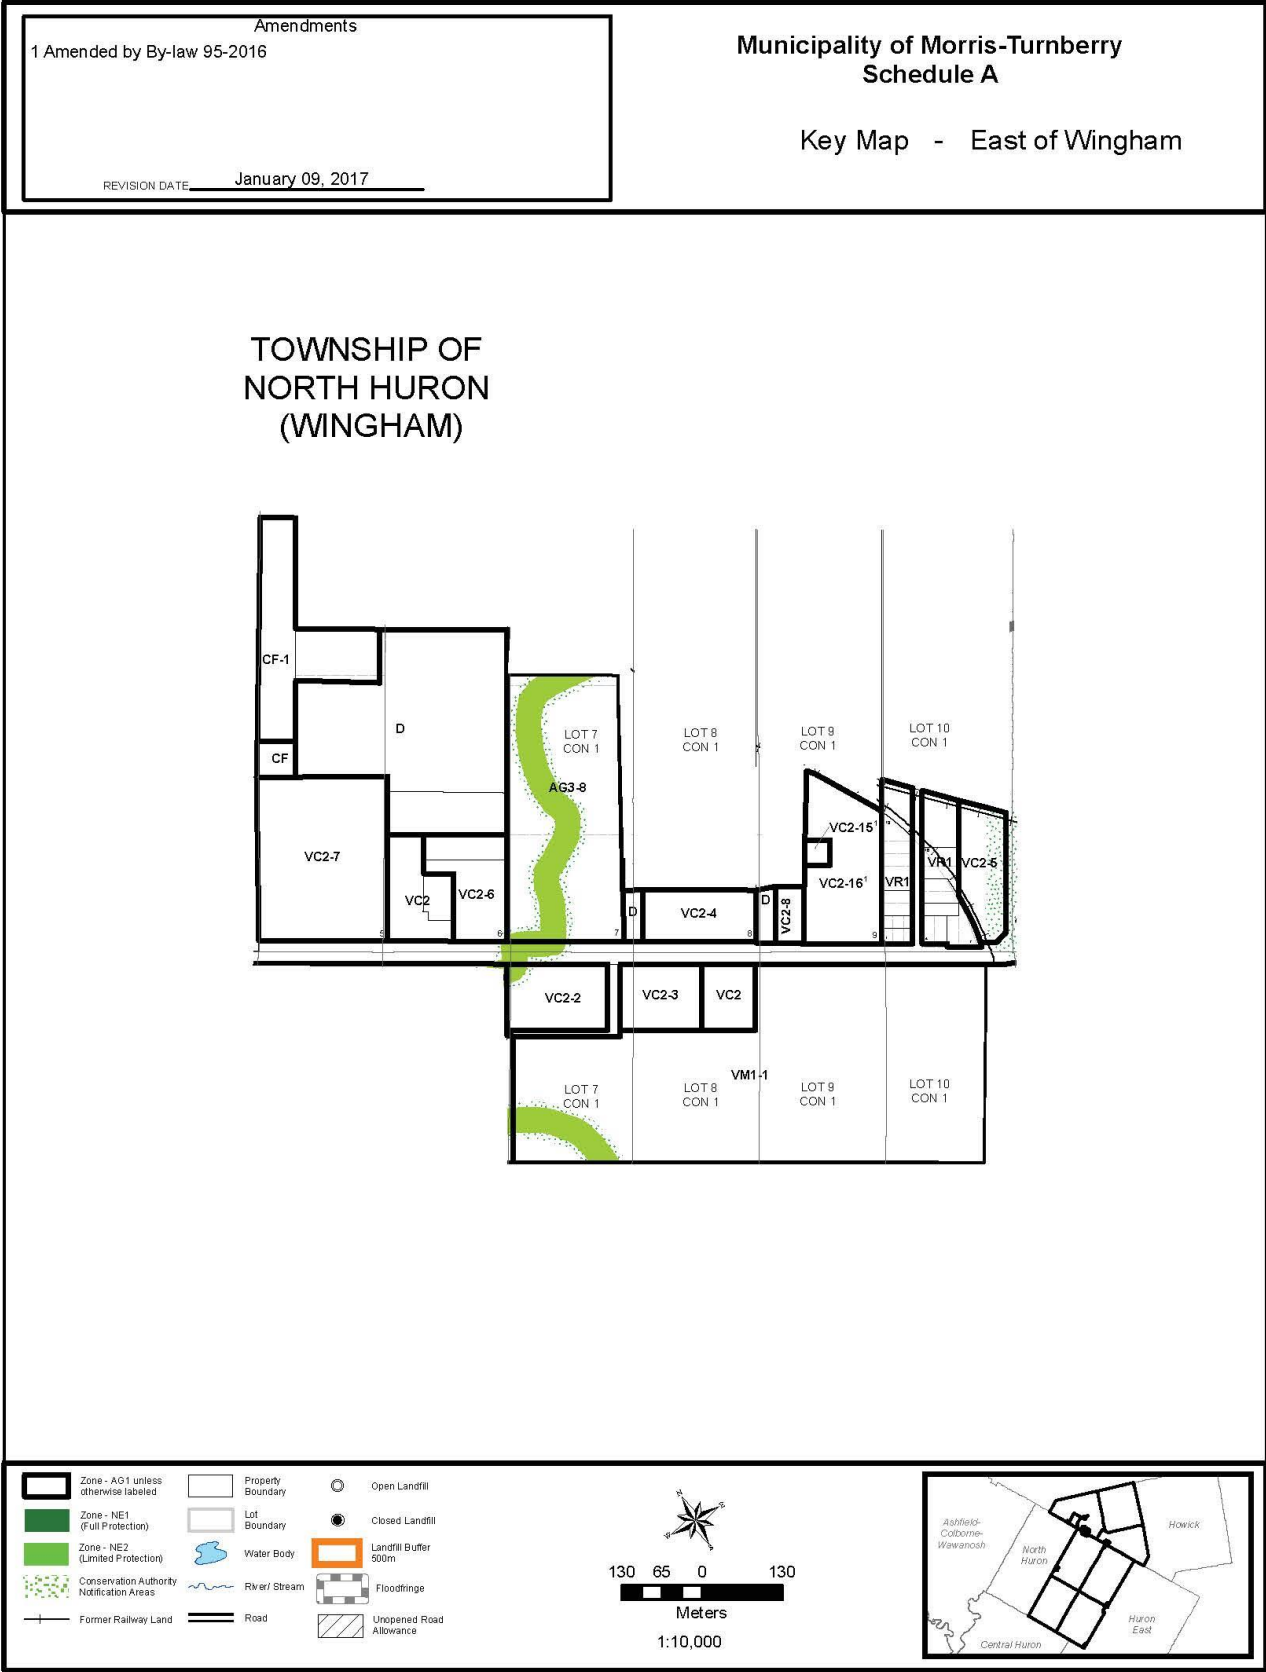 Amendments
1 Amended by By-law 95-2016
REVISION DATE January 09, 2017
Municipality of Morris-Turnberry
Schedule A
Key Map - East of Wingham
TOWNSHIP OF
NORTH HURON
(WINGHAM)
CF-1
D
CF
VC2-7
VC2
VC2-6
5
6
LOT 7
CON 1
AG3-8
7
LOT 8
CON 1
D
VC2-4
8
D
VC2-8
LOT 9
CON 1
VC2-15¹
VC2-16¹
9
LOT 10
CON 1
VR1
VR1
VC2-5
VC2-2
VC2-3
VC2
VM1-1
LOT 7
CON 1
LOT 8
CON 1
LOT 9
CON 1
LOT 10
CON 1
Zone - AG1 unless
otherwise labeled
Zone - NE1
(Full Protection)
Zone - NE2
(Limited Protection)
Conservation Authority
Notification Areas
Former Railway Land
Property
Boundary
Lot
Boundary
Water Body
River/ Stream
Road
Open Landfill
Closed Landfill
Landfill Buffer
500m
Floodfringe
Unopened Road
Allowance
130 65 0 130
Meters
1:10,000
Ashfield-
Colborne-
Wawanosh
North
Huron
Howick
Huron
East
Central Huron